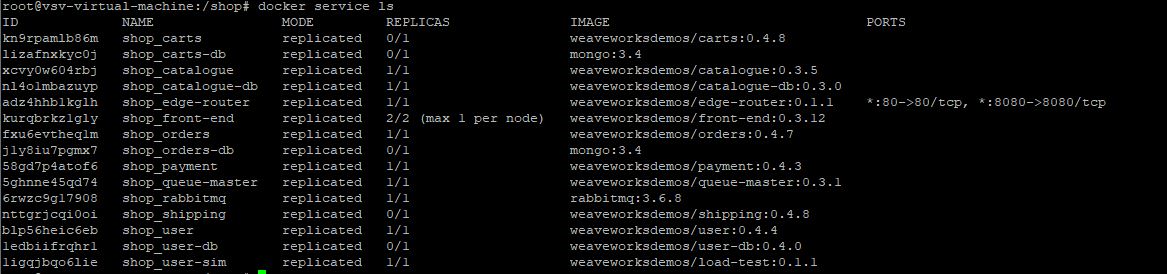 root@vsv-virtual-machine:/shop# docker service ls
ID NAME MODE REPLICAS IMAGE PORTS
kn9rpamlb86m shop_carts replicated 0/1 weaveworksdemos/carts:0.4.8
lizafnxkyc0j shop_carts-db replicated 0/1 mongo:3.4
xcvy0w604rbj shop_catalogue replicated 1/1 weaveworksdemos/catalogue:0.3.5
nl4olmbazuyp shop_catalogue-db replicated 1/1 weaveworksdemos/catalogue-db:0.3.0
adz4hhblkglh shop_edge-router replicated 1/1 weaveworksdemos/edge-router:0.1.1 *:80->80/tcp, *:8080->8080/tcp
kurqbrkzlgly shop_front-end replicated 2/2 (max 1 per node) weaveworksdemos/front-end:0.3.12
fxu6evtheqlm shop_orders replicated 1/1 weaveworksdemos/orders:0.4.7
jly8iu7pgmx7 shop_orders-db replicated 0/1 mongo:3.4
58gd7p4atof6 shop_payment replicated 1/1 weaveworksdemos/payment:0.4.3
5ghnne45qd74 shop_queue-master replicated 1/1 weaveworksdemos/queue-master:0.3.1
6rwzc9g17908 shop_rabbitmq replicated 1/1 rabbitmq:3.6.8
nttgrjcqi0oi shop_shipping replicated 0/1 weaveworksdemos/shipping:0.4.8
blp56heic6eb shop_user replicated 1/1 weaveworksdemos/user:0.4.4
ledbiifrqhrl shop_user-db replicated 0/1 weaveworksdemos/user-db:0.4.0
ligqjbqo6lie shop_user-sim replicated 1/1 weaveworksdemos/load-test:0.1.1